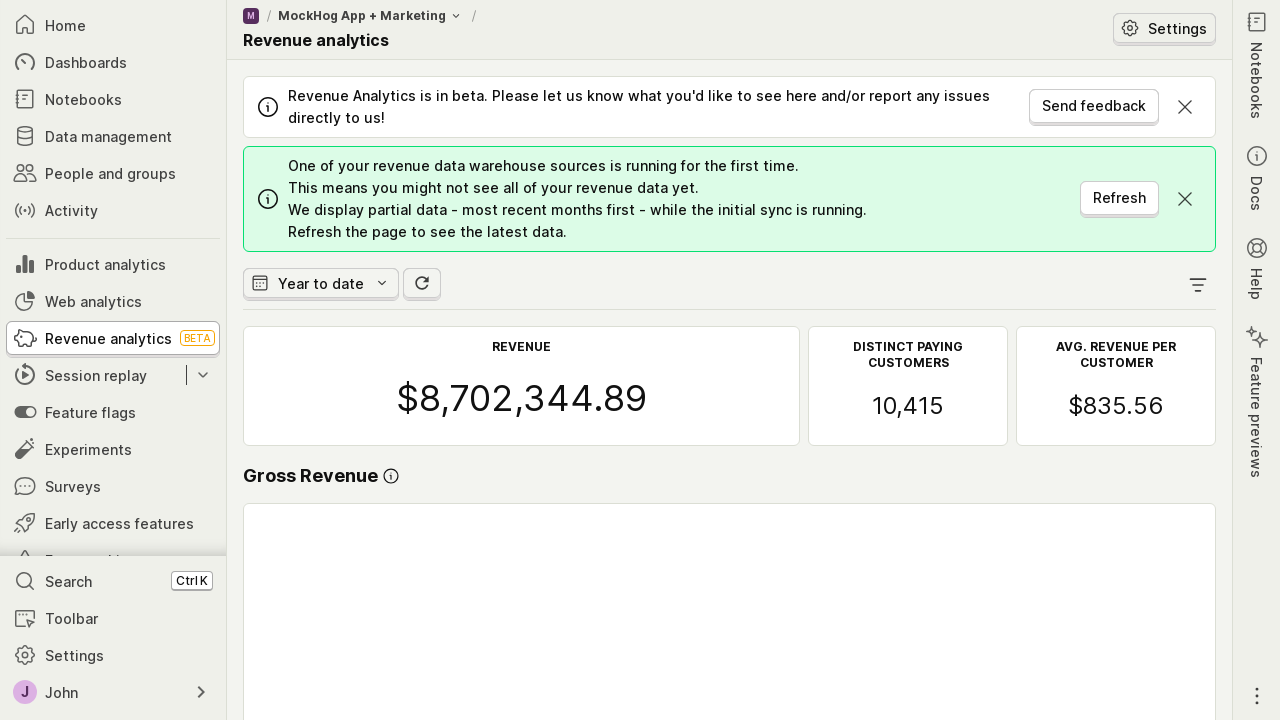 Home
Dashboards
Notebooks
Data management
People and groups
Activity
Product analytics
Web analytics
Revenue analytics BETA
Session replay
Feature flags
Experiments
Surveys
Early access features
Search Ctrl K
Toolbar
Settings
J John
M / MockHog App + Marketing /
Revenue analytics
Settings
Revenue Analytics is in beta. Please let us know what you'd like to see here and/or report any issues
directly to us!
Send feedback
One of your revenue data warehouse sources is running for the first time.
This means you might not see all of your revenue data yet.
We display partial data - most recent months first - while the initial sync is running.
Refresh the page to see the latest data.
Refresh
Year to date
REVENUE
$8,702,344.89
DISTINCT PAYING
CUSTOMERS
10,415
AVG. REVENUE PER
CUSTOMER
$835.56
Gross Revenue
Notebooks
Docs
Help
Feature previews